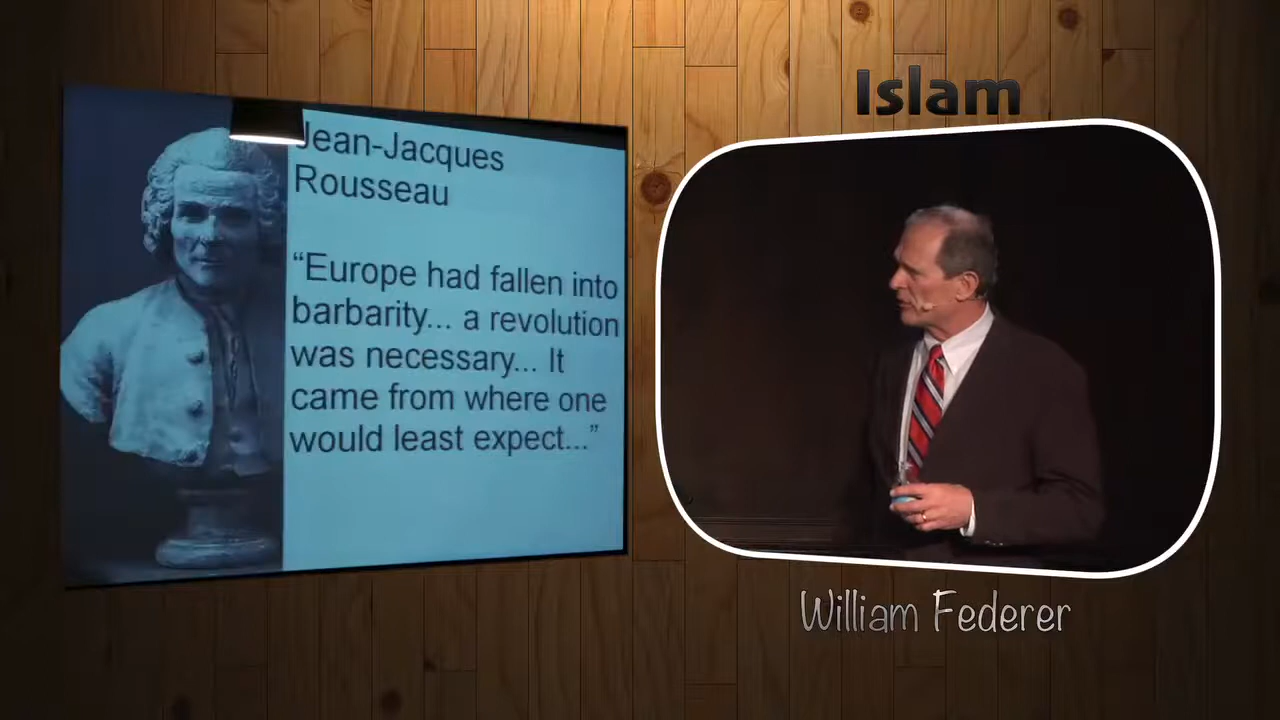 Jean-Jacques
Rousseau
“Europe had fallen into
barbarity... a revolution
was necessary... It
came from where one
would least expect...”
Islam
William Federer